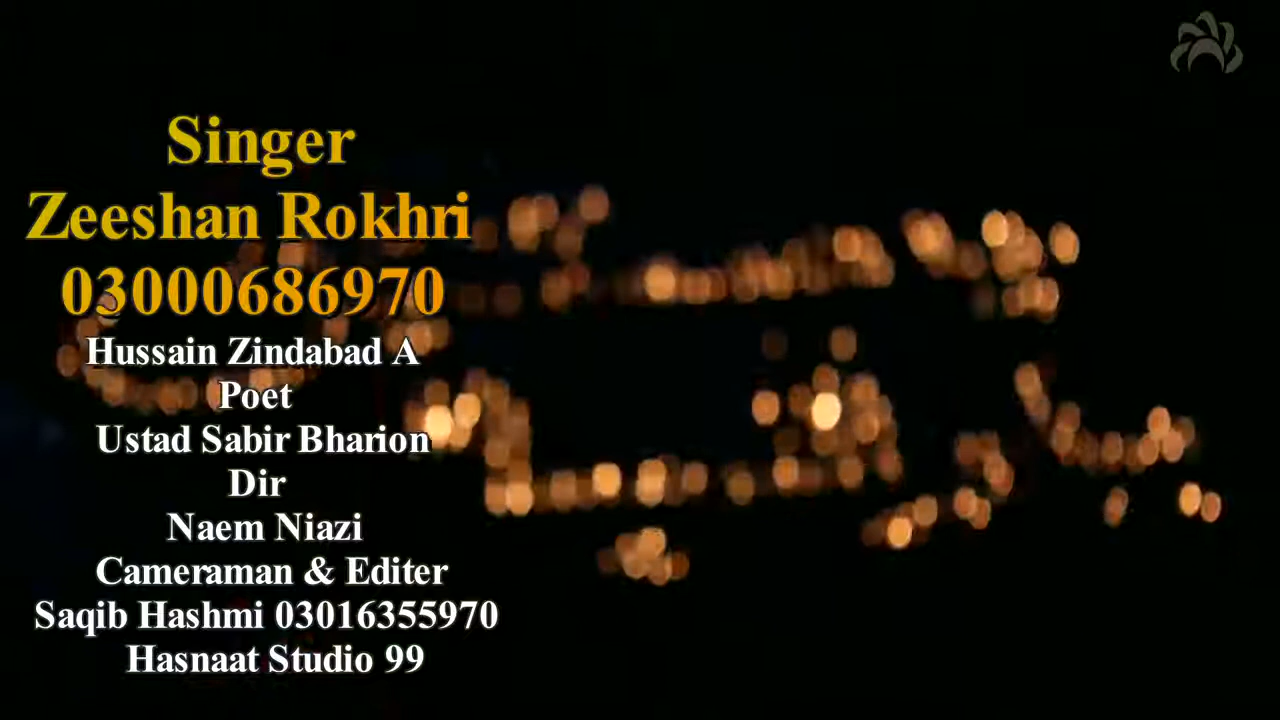 Singer
Zeeshan Rokhri
03000686970
Hussain Zindabad A
Poet
Ustad Sabir Bharion
Dir
Naem Niazi
Cameraman & Editer
Saqib Hashmi 03016355970
Hasnaat Studio 99